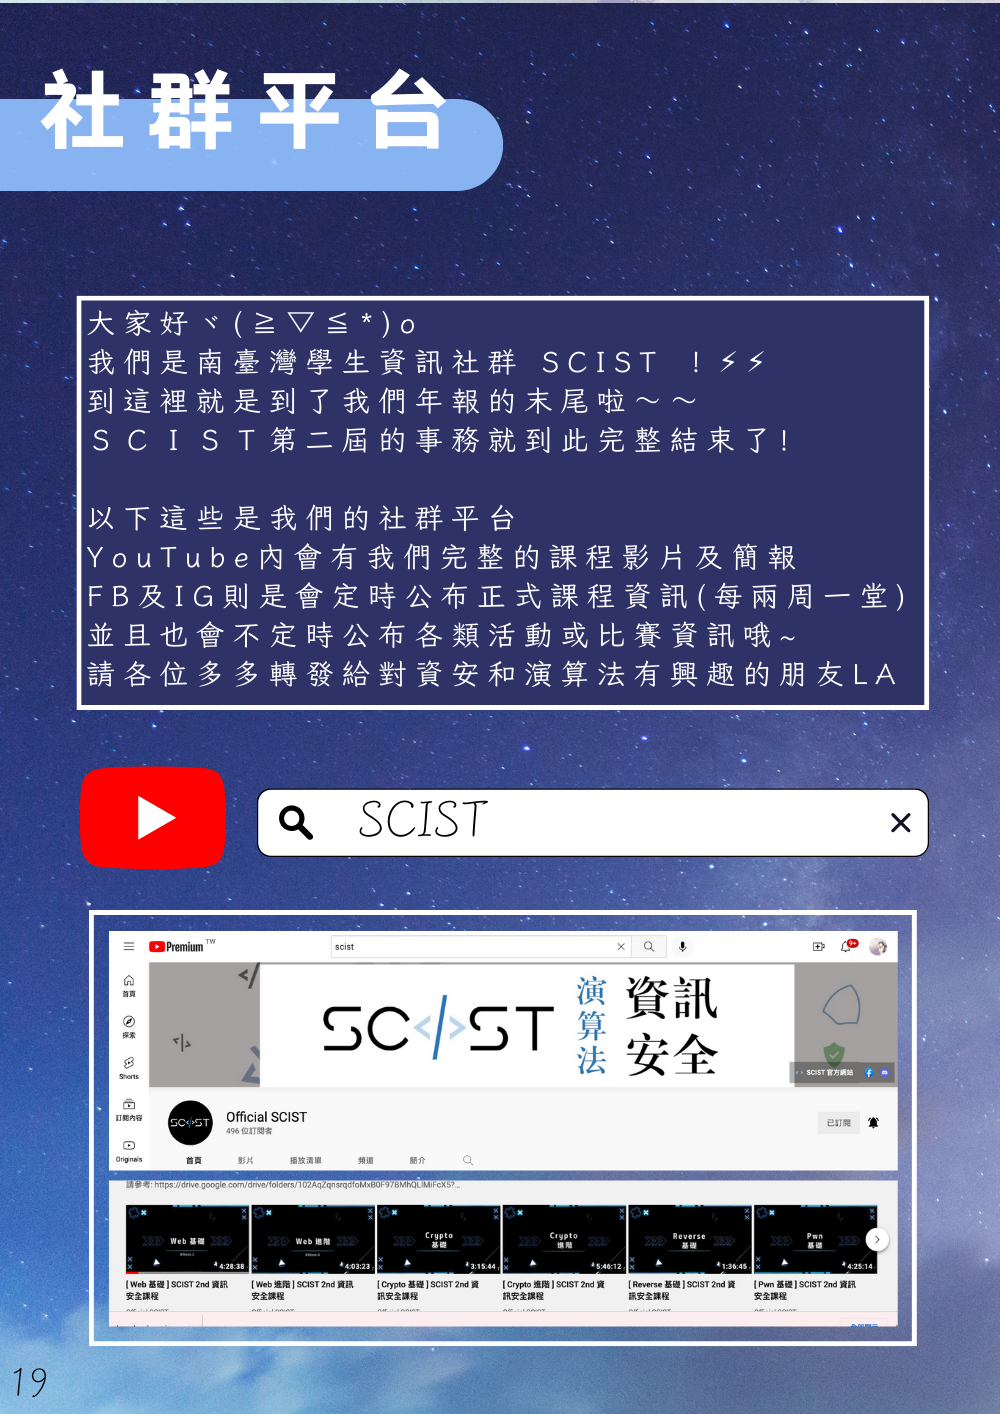 社群平台
大家好ヾ(≧▽≦*)o
我們是南臺灣學生資訊社群 SCIST ！⚡⚡
到這裡就是到了我們年報的末尾啦～～
ＳＣＩＳＴ第二屆的事務就到此完整結束了!
以下這些是我們的社群平台
YouTube內會有我們完整的課程影片及簡報
FB及IG則是會定時公布正式課程資訊(每兩周一堂)
並且也會不定時公布各類活動或比賽資訊哦~
請各位多多轉發給對資安和演算法有興趣的朋友LA
SCIST
Premium TW
scist
9+
首頁
探索
Shorts
訂閱內容
Originals
SC</>ST 演算法 資訊安全
SCIST 官方網站
SC</>ST
Official SCIST
496 位訂閱者
已訂閱
首頁 影片 播放清單 頻道 簡介
請參考: https://drive.google.com/drive/folders/102AqZqnsrqdfoMxB0F97BMhQLlMiFcX5?...
Web 基礎
4:28:38
Web 進階
4:03:23
Crypto 基礎
3:15:44
Crypto 進階
5:46:12
Reverse 基礎
1:36:45
Pwn 基礎
4:25:14
[ Web 基礎 ] SCIST 2nd 資訊安全課程
[ Web 進階 ] SCIST 2nd 資訊安全課程
[ Crypto 基礎 ] SCIST 2nd 資訊安全課程
[ Crypto 進階 ] SCIST 2nd 資訊安全課程
[ Reverse 基礎 ] SCIST 2nd 資訊安全課程
[ Pwn 基礎 ] SCIST 2nd 資訊安全課程
19